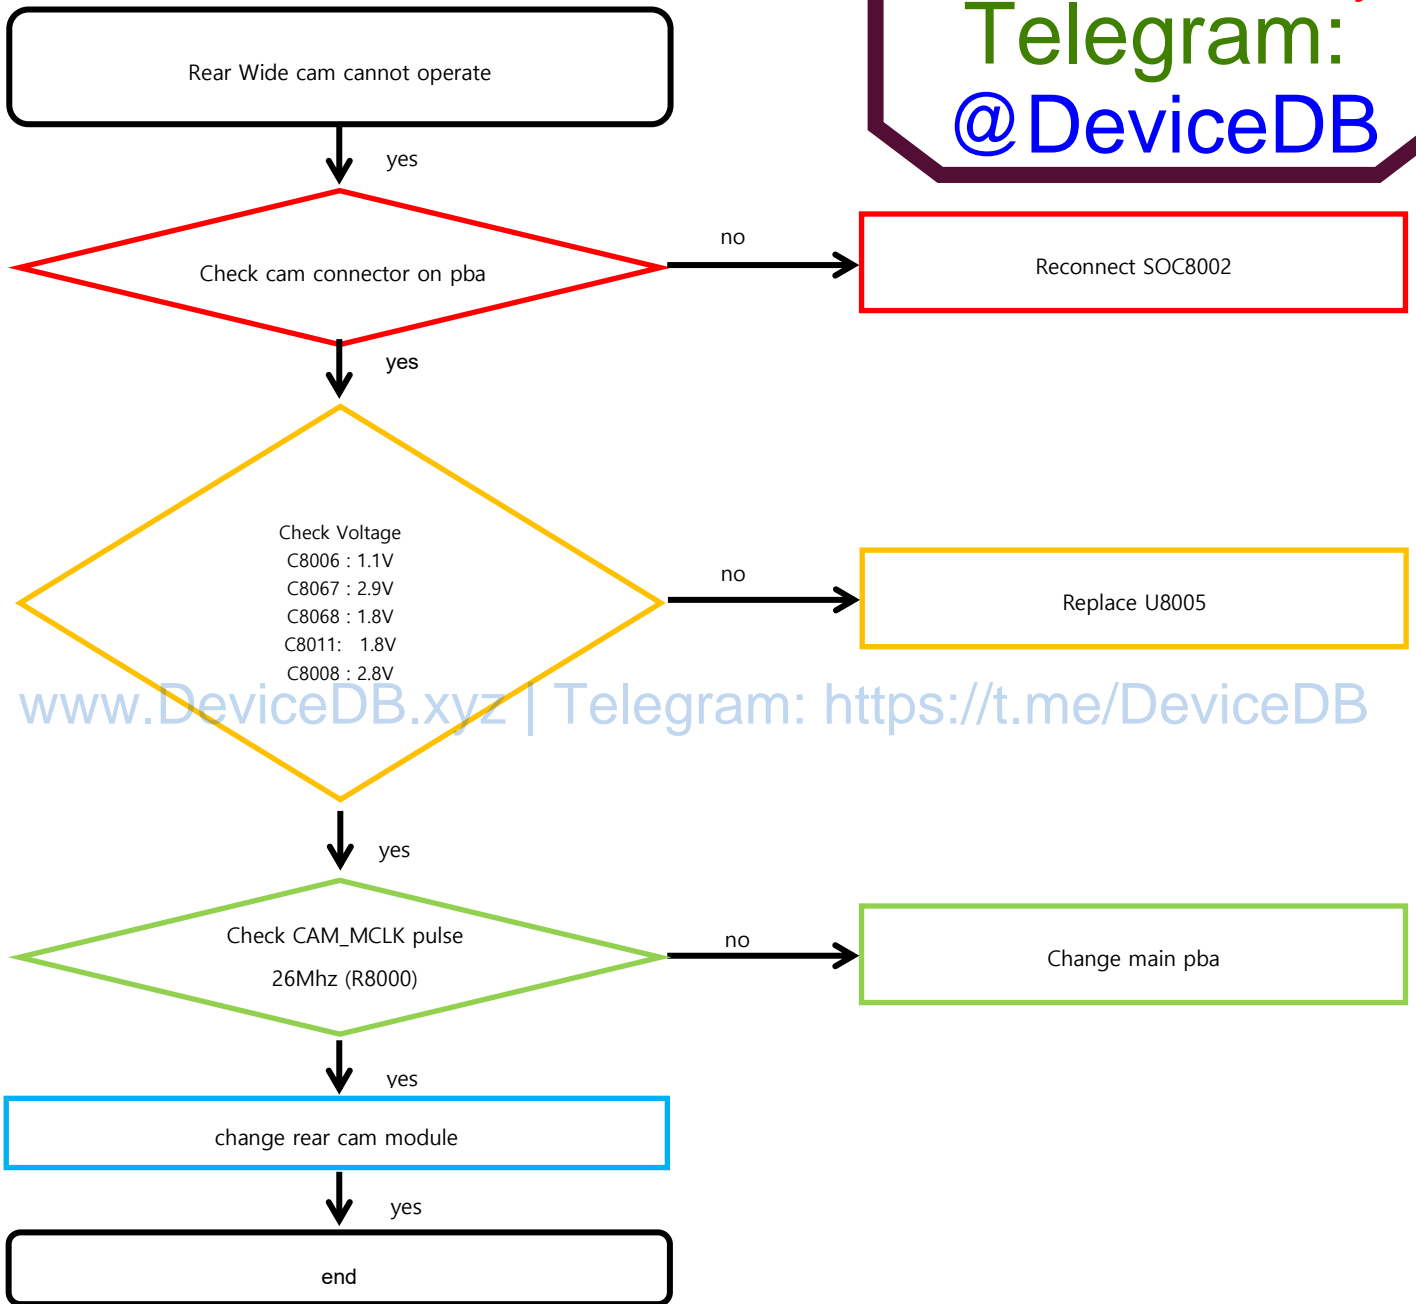 Telegram:
@DeviceDB
Rear Wide cam cannot operate
yes
Check cam connector on pba
no
Reconnect SOC8002
yes
Check Voltage
C8006 : 1.1V
C8067 : 2.9V
C8068 : 1.8V
C8011: 1.8V
C8008 : 2.8V
no
Replace U8005
www.DeviceDB.xyz | Telegram: https://t.me/DeviceDB
yes
Check CAM_MCLK pulse
26Mhz (R8000)
no
Change main pba
yes
change rear cam module
yes
end